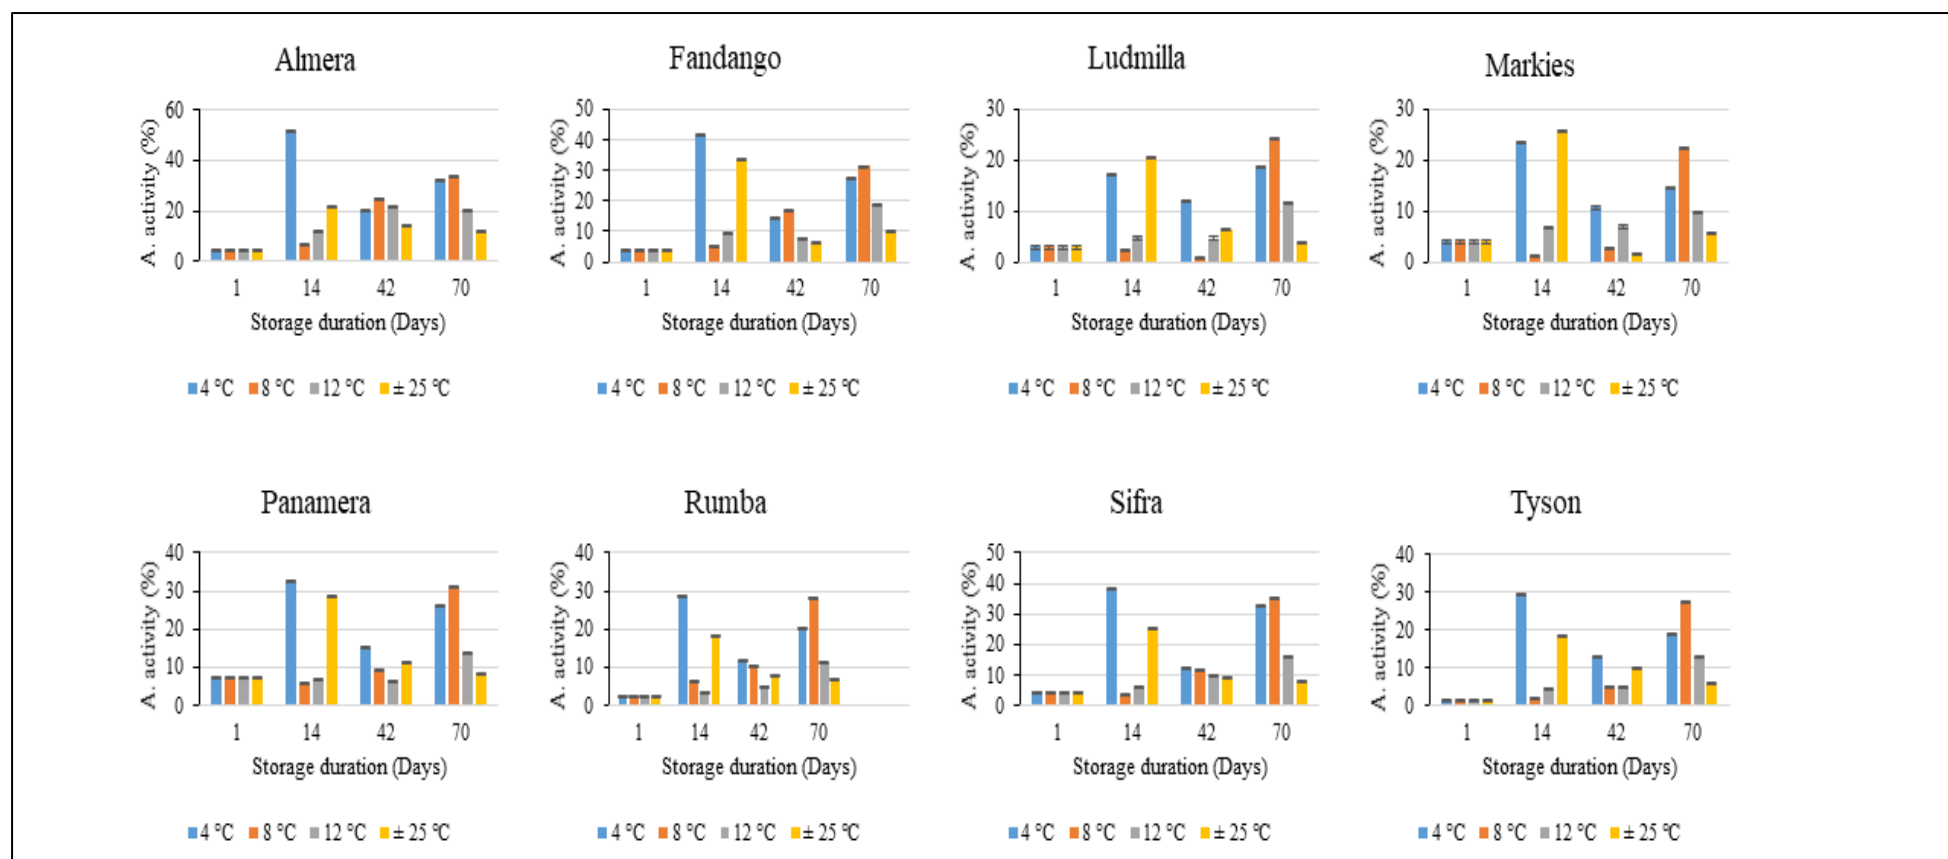 Almera
A. activity (%)
60
40
20
0
1 14 42 70
Storage duration (Days)
4 °C 8 °C 12 °C ± 25 ℃
Fandango
A. activity (%)
50
40
30
20
10
0
1 14 42 70
Storage duration (Days)
4 °C 8 °C 12 °C ± 25 ℃
Ludmilla
A. activity (%)
30
20
10
0
1 14 42 70
Storage duration (Days)
4 °C 8 °C 12 °C ± 25 ℃
Markies
A. activity (%)
30
20
10
0
1 14 42 70
Storage duration (Days)
4 °C 8 °C 12 °C ± 25 ℃
Panamera
A. activity (%)
40
30
20
10
0
1 14 42 70
Storage duration (Days)
4 °C 8 °C 12 °C ± 25 ℃
Rumba
A. activity (%)
40
30
20
10
0
1 14 42 70
Storage duration (Days)
4 °C 8 °C 12 °C ± 25 ℃
Sifra
A. activity (%)
50
40
30
20
10
0
1 14 42 70
Storage duration (Days)
4 °C 8 °C 12 °C ± 25 ℃
Tyson
A. activity (%)
40
30
20
10
0
1 14 42 70
Storage duration (Days)
4 °C 8 °C 12 °C ± 25 ℃